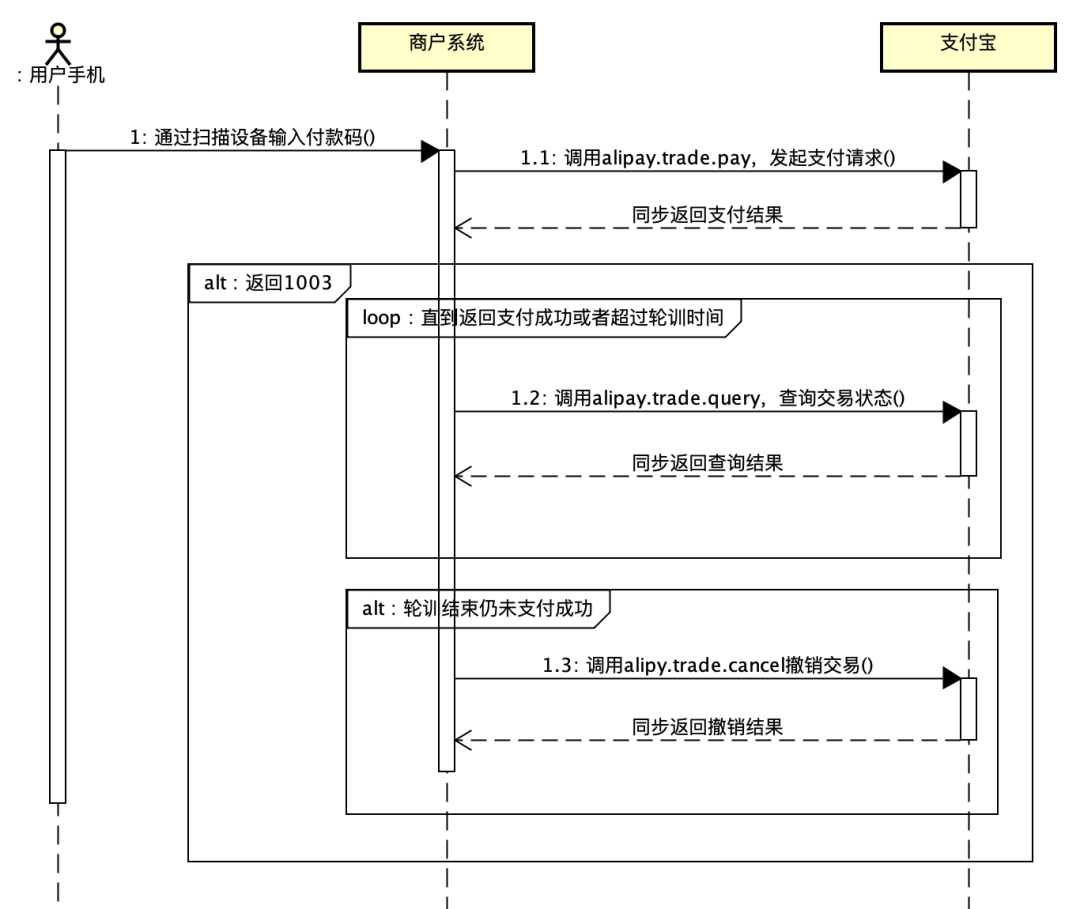 : 用户手机
商户系统
支付宝
1: 通过扫描设备输入付款码()
1.1: 调用alipay.trade.pay，发起支付请求()
同步返回支付结果
alt : 返回1003
loop : 直到返回支付成功或者超过轮训时间
1.2: 调用alipay.trade.query，查询交易状态()
同步返回查询结果
alt : 轮训结束仍未支付成功
1.3: 调用alipy.trade.cancel撤销交易()
同步返回撤销结果